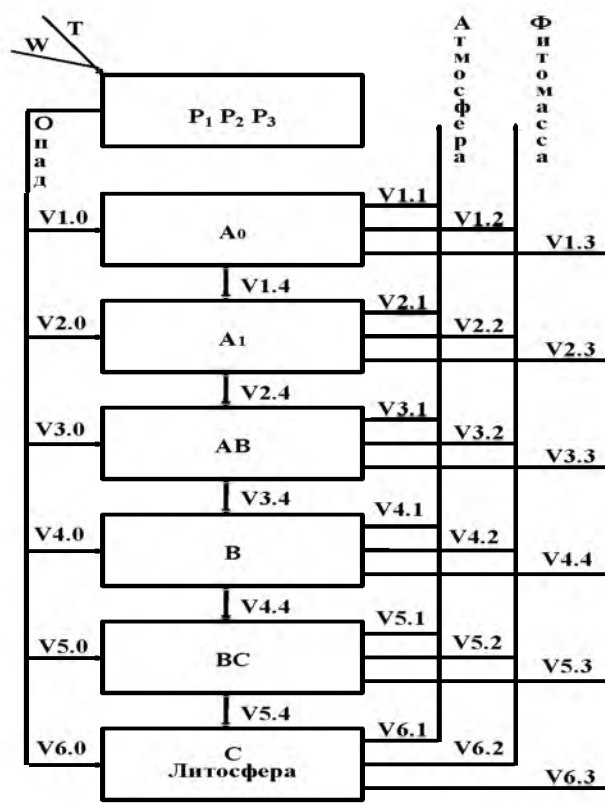 T
W
Атмосфера
Фитомасса
P1 P2 P3
Опад
V1.0
A0
V1.1
V1.2
V1.3
V1.4
V2.0
A1
V2.1
V2.2
V2.3
V2.4
V3.0
AB
V3.1
V3.2
V3.3
V3.4
V4.0
B
V4.1
V4.2
V4.4
V4.4
V5.0
BC
V5.1
V5.2
V5.3
V5.4
V6.0
C
Литосфера
V6.1
V6.2
V6.3